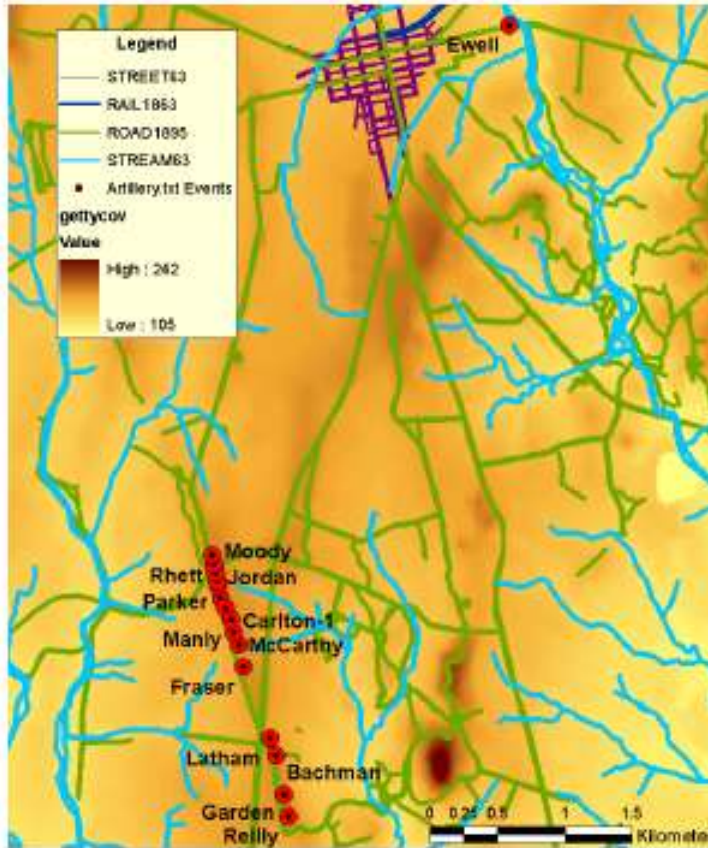 Ewell
Legend
STREET63
RAIL1863
ROAD1895
STREAM63
Artillery.txt Events
gettycov
Value
High : 262
Low : 105
Moody
Rhett Jordan
Parker
Carlton-1
Manly McCarthy
Fraser
Latham
Bachman
Garden
Reilly
0 0.25 0.5 1 1.5
Kilomete